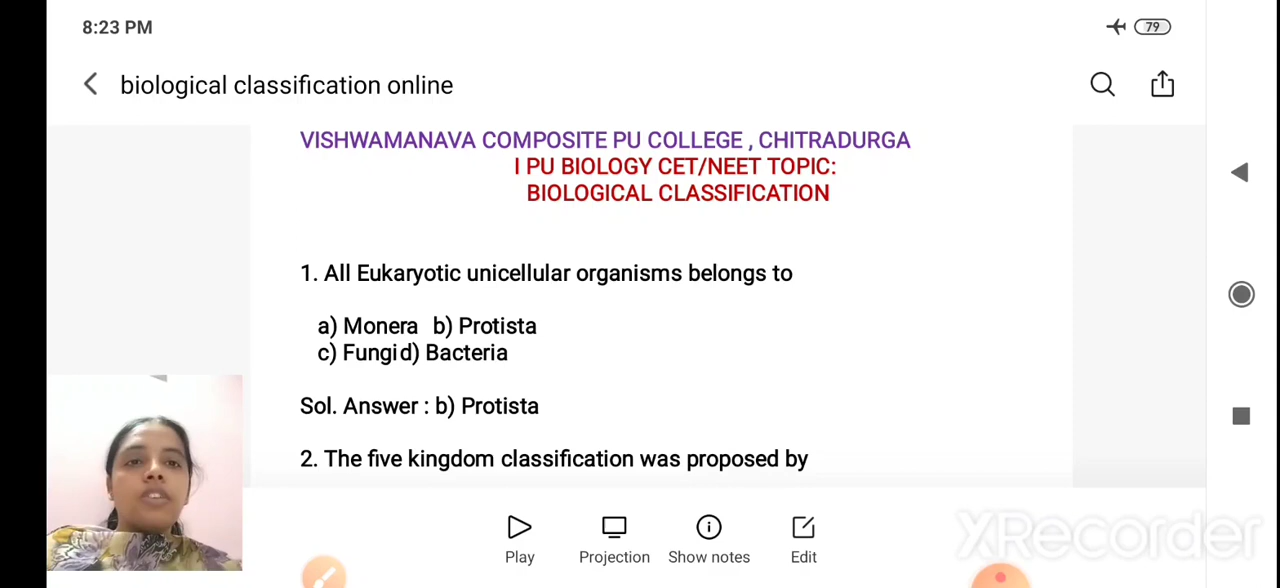 8:23 PM
79
biological classification online
VISHWAMANAVA COMPOSITE PU COLLEGE , CHITRADURGA
I PU BIOLOGY CET/NEET TOPIC:
BIOLOGICAL CLASSIFICATION
1. All Eukaryotic unicellular organisms belongs to
a) Monera b) Protista
c) Fungi d) Bacteria
Sol. Answer : b) Protista
2. The five kingdom classification was proposed by
Play Projection Show notes Edit
XRecorder